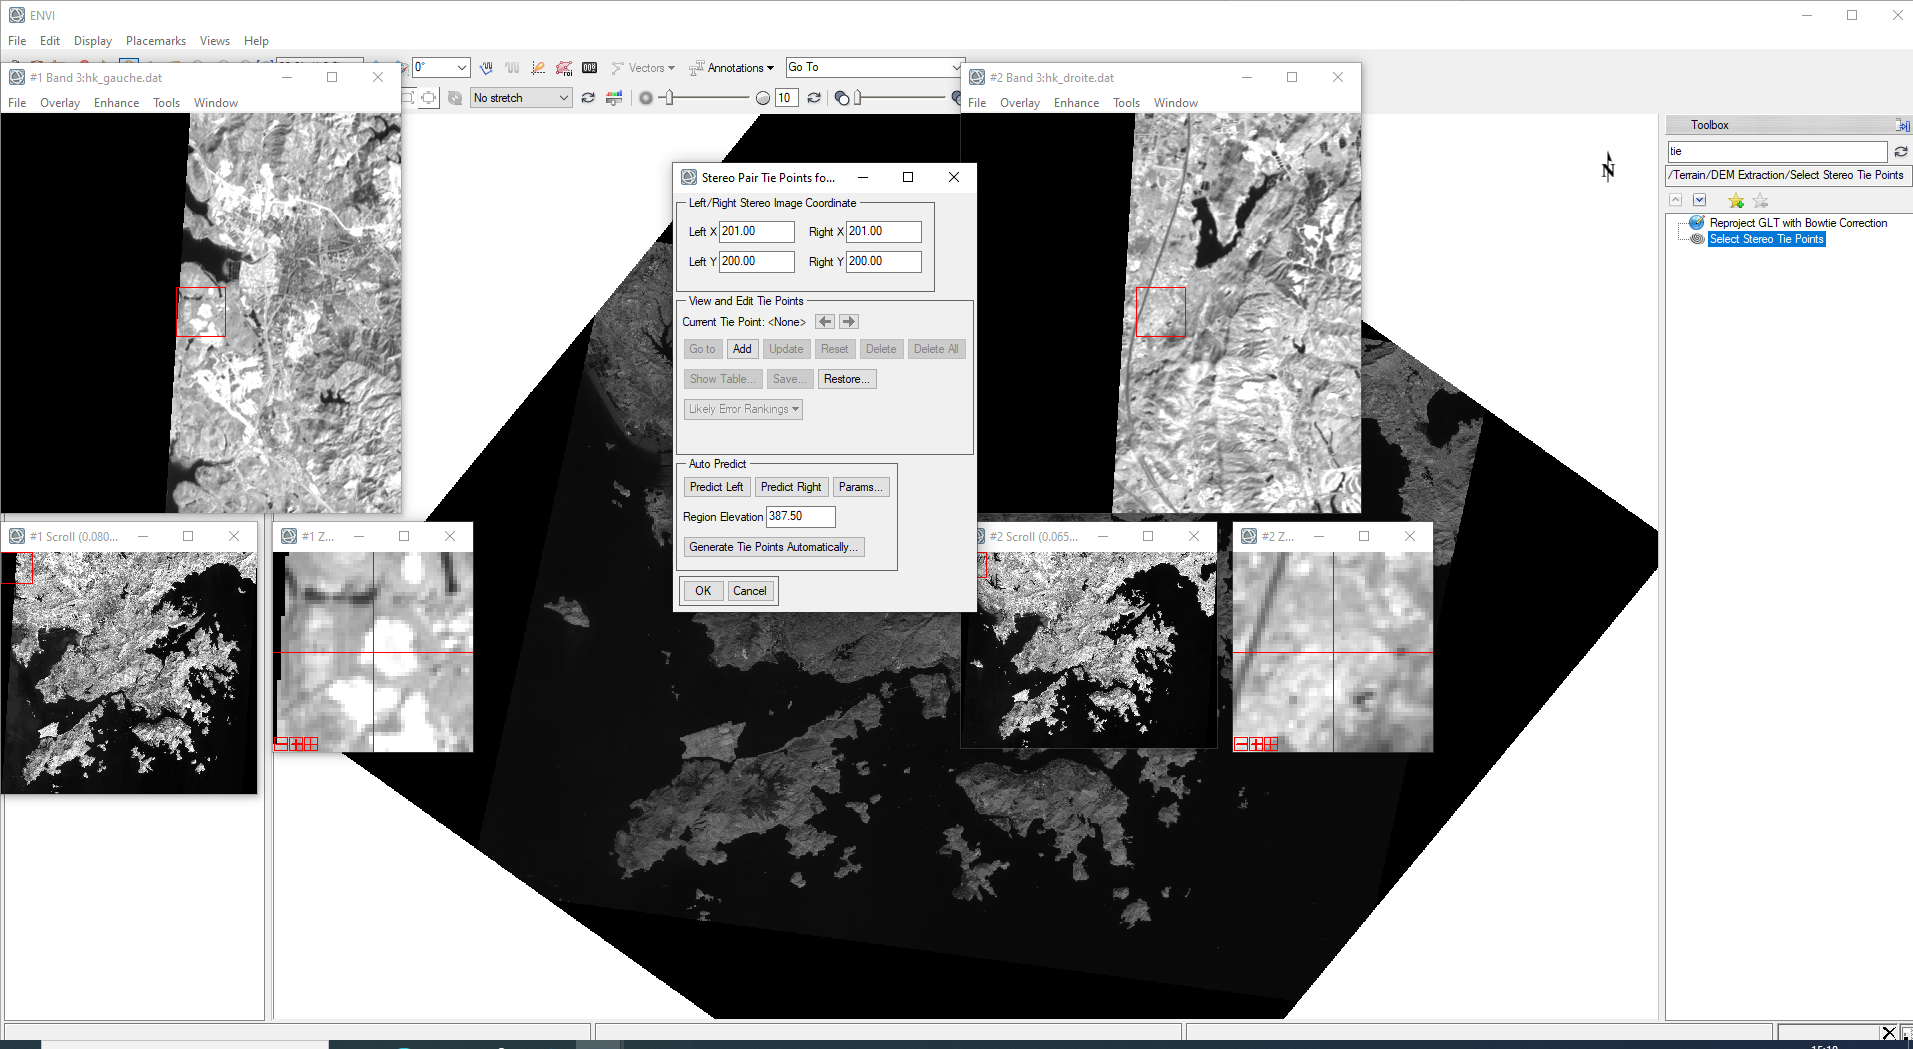 ENVI
File Edit Display Placemarks Views Help
0° Vectors Annotations Go To
No stretch 10
#1 Band 3:hk_gauche.dat
File Overlay Enhance Tools Window
#2 Band 3:hk_droite.dat
File Overlay Enhance Tools Window
Stereo Pair Tie Points fo...
Left/Right Stereo Image Coordinate
Left X 201.00 Right X 201.00
Left Y 200.00 Right Y 200.00
View and Edit Tie Points
Current Tie Point: <None>
Go to Add Update Reset Delete Delete All
Show Table... Save... Restore...
Likely Error Rankings
Auto Predict
Predict Left Predict Right Params...
Region Elevation 387.50
Generate Tie Points Automatically...
OK Cancel
#1 Scroll (0.080...
#1 Z...
#2 Scroll (0.065...
#2 Z...
N
Toolbox
tie
/Terrain/DEM Extraction/Select Stereo Tie Points
Reproject GLT with Bowtie Correction
Select Stereo Tie Points